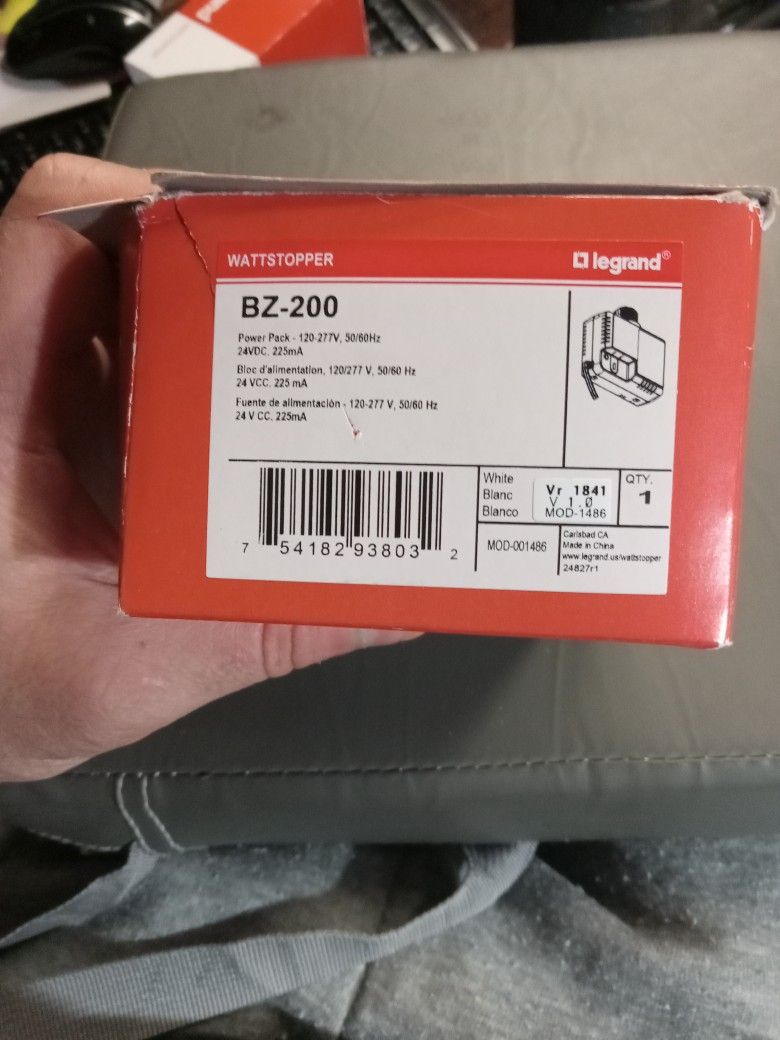 WATTSTOPPER
legrand®
BZ-200
Power Pack - 120-277V, 50/60Hz
24VDC, 225mA
Bloc d'alimentation, 120/277 V, 50/60 Hz
24 VCC. 225 mA
Fuente de alimentación - 120-277 V, 50/60 Hz
24 V CC. 225mA
White
Blanc
Blanco
Vr 1841
V 1.0
MOD-1486
QTY.
1
7 54182 93803 2
MOD-001486
Carlsbad CA
Made in China
www.legrand.us/wattstopper
24827r1